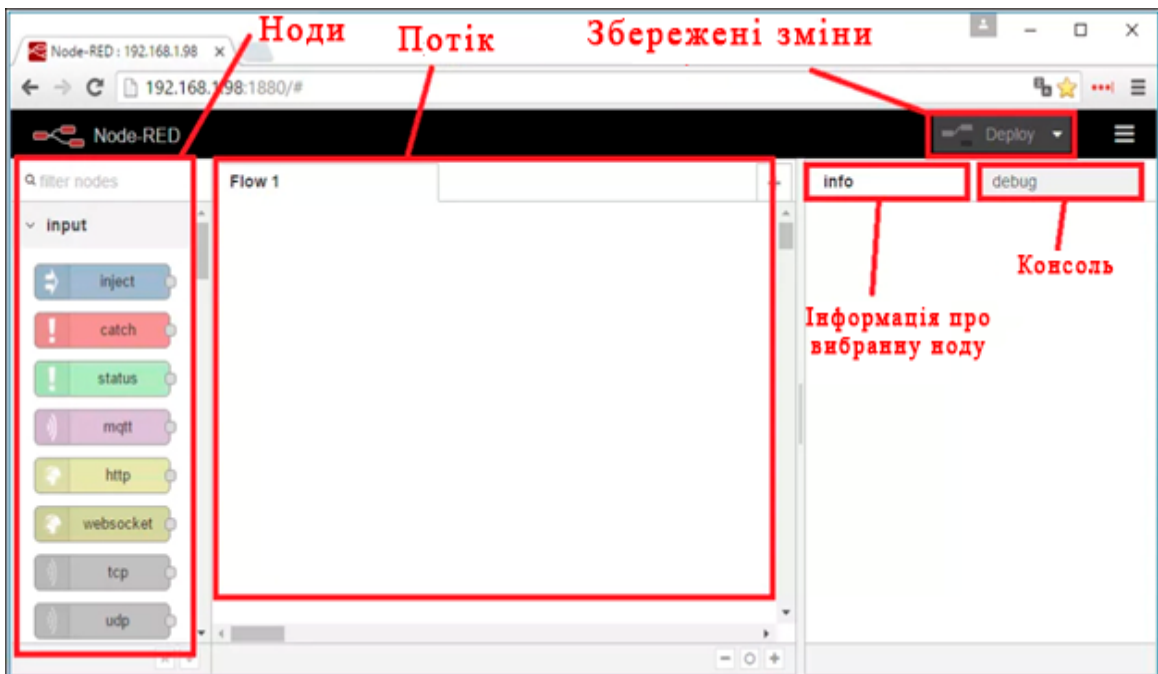 Ноди
Потік
Збережені зміни
Node-RED : 192.168.1.98
192.168.1.98:1880/#
Node-RED
Deploy
filter nodes
Flow 1
info
debug
input
inject
catch
status
mqtt
http
websocket
tcp
udp
Консоль
Інформація про
вибранну ноду